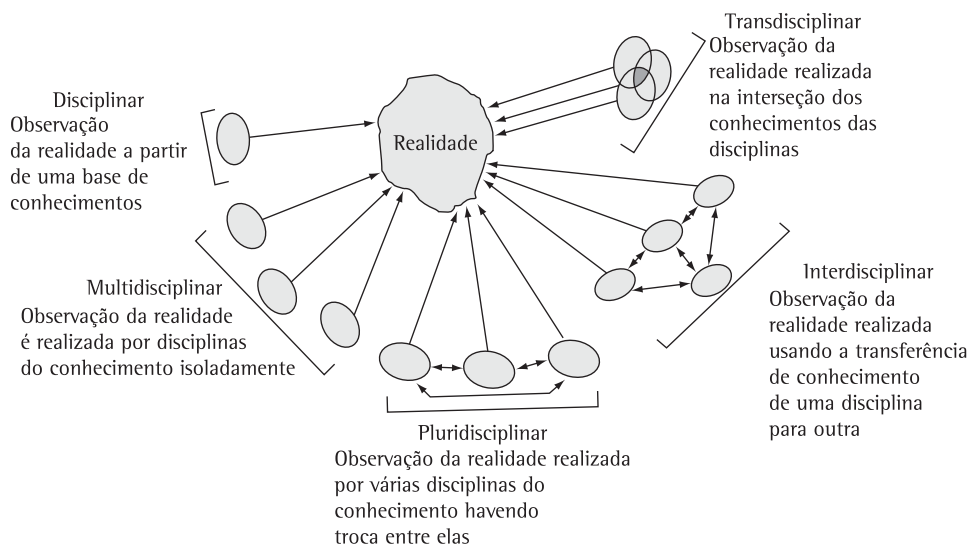 Transdisciplinar
Observação da
realidade realizada
na interseção dos
conhecimentos das
disciplinas
Disciplinar
Observação
da realidade a partir
de uma base de
conhecimentos
Realidade
Multidisciplinar
Observação da realidade
é realizada por disciplinas
do conhecimento isoladamente
Interdisciplinar
Observação da
realidade realizada
usando a transferência
de conhecimento
de uma disciplina
para outra
Pluridisciplinar
Observação da realidade realizada
por várias disciplinas do
conhecimento havendo
troca entre elas